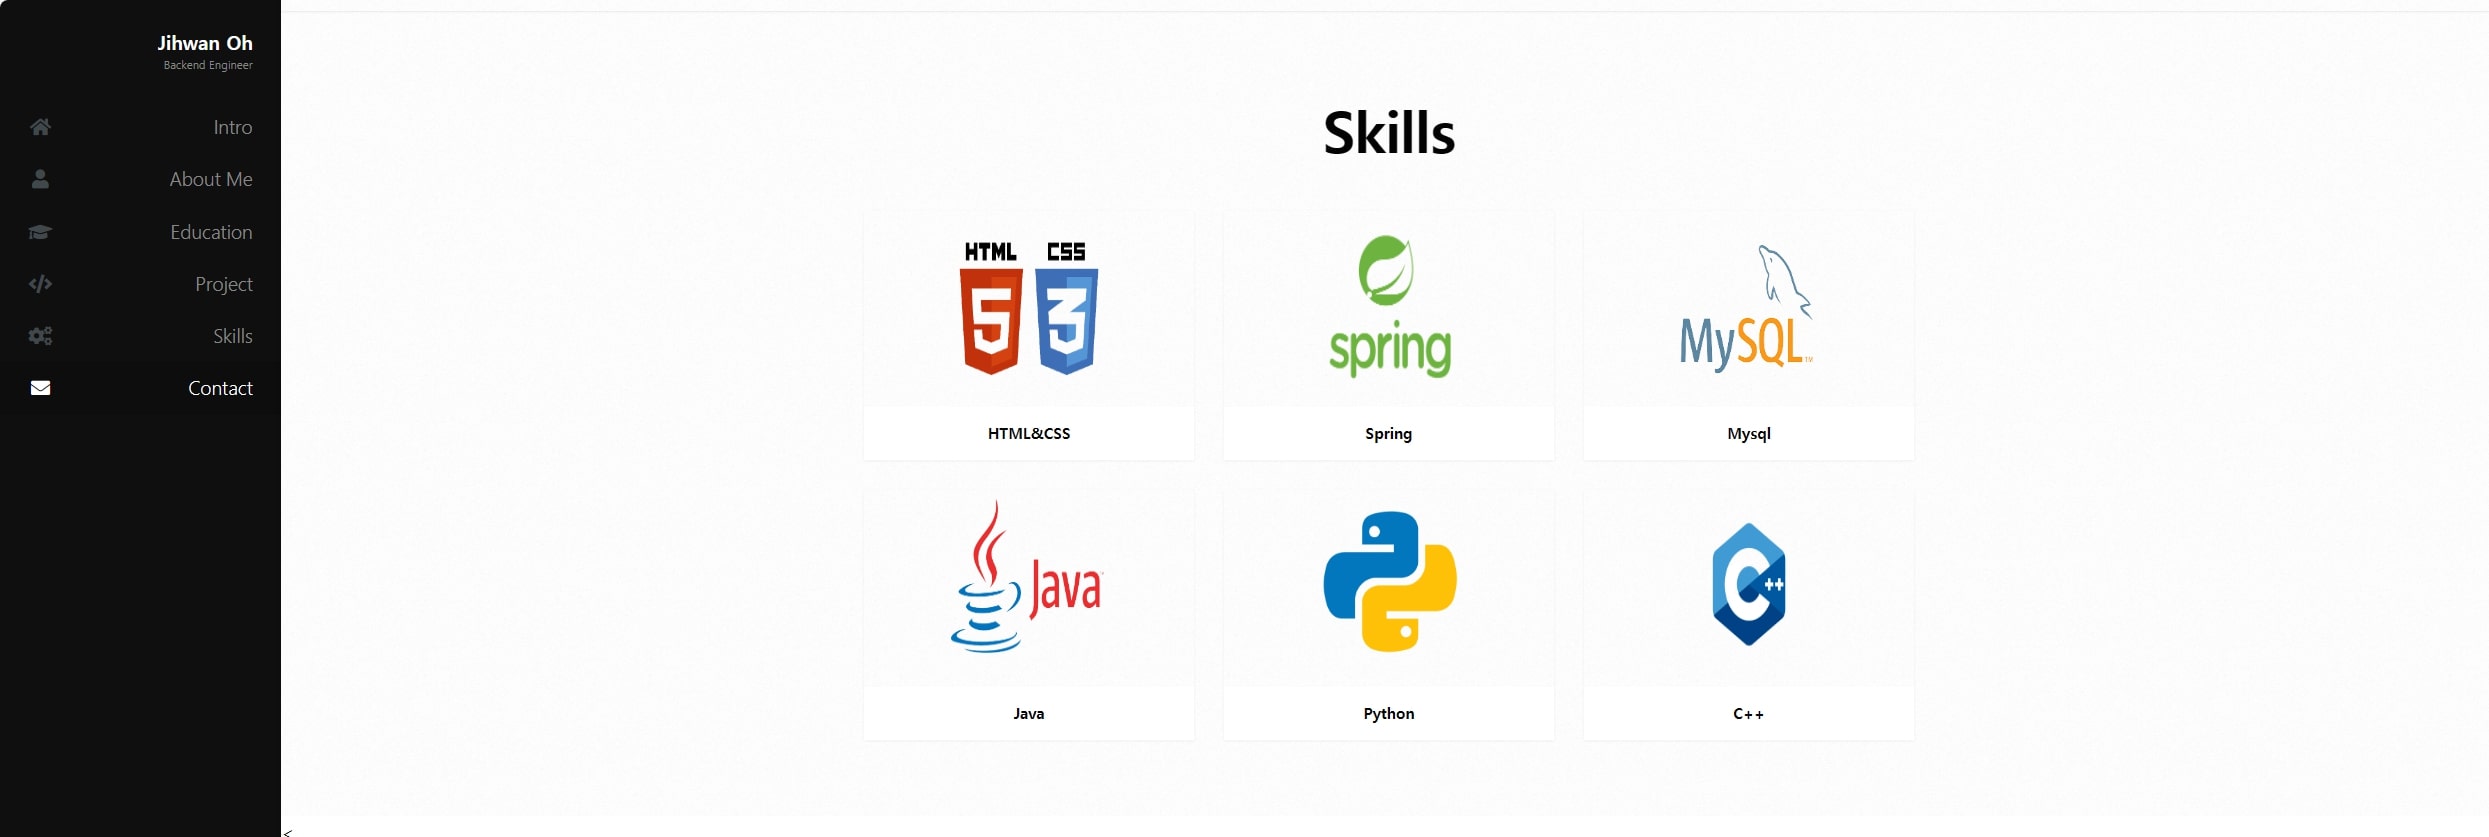 Jihwan Oh
Backend Engineer
Intro
About Me
Education
Project
Skills
Contact
Skills
HTML CSS
5 3
spring
MySQL™
HTML&CSS
Spring
Mysql
Java
C++
Java
Python
C++
<